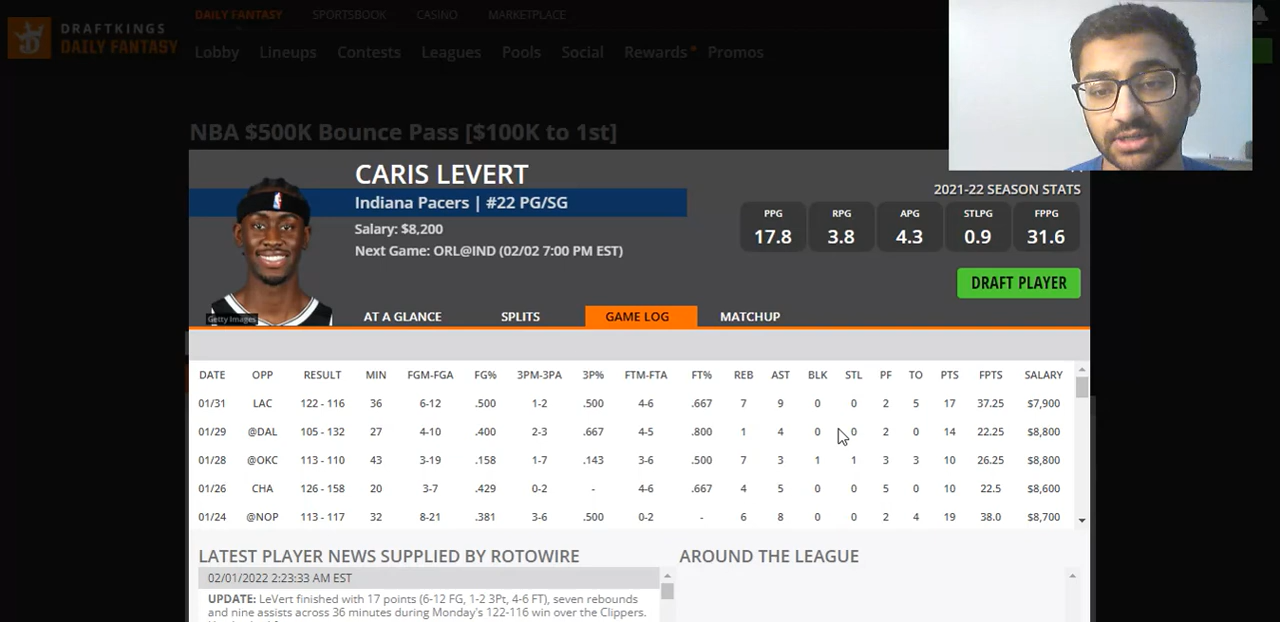 DRAFTKINGS
DAILY FANTASY
DAILY FANTASY SPORTSBOOK CASINO MARKETPLACE
Lobby Lineups Contests Leagues Pools Social Rewards Promos
NBA $500K Bounce Pass [$100K to 1st]
CARIS LEVERT
Indiana Pacers | #22 PG/SG
Salary: $8,200
Next Game: ORL@IND (02/02 7:00 PM EST)
2021-22 SEASON STATS
PPG RPG APG STLPG FPPG
17.8 3.8 4.3 0.9 31.6
DRAFT PLAYER
Getty Images
AT A GLANCE SPLITS GAME LOG MATCHUP
DATE OPP RESULT MIN FGM-FGA FG% 3PM-3PA 3P% FTM-FTA FT% REB AST BLK STL PF TO PTS FPTS SALARY
01/31 LAC 122 - 116 36 6-12 .500 1-2 .500 4-6 .667 7 9 0 0 2 5 17 37.25 $7,900
01/29 @DAL 105 - 132 27 4-10 .400 2-3 .667 4-5 .800 1 4 0 0 2 0 14 22.25 $8,800
01/28 @OKC 113 - 110 43 3-19 .158 1-7 .143 3-6 .500 7 3 1 1 3 3 10 26.25 $8,800
01/26 CHA 126 - 158 20 3-7 .429 0-2 - 4-6 .667 4 5 0 0 5 0 10 22.5 $8,600
01/24 @NOP 113 - 117 32 8-21 .381 3-6 .500 0-2 - 6 8 0 0 2 4 19 38.0 $8,700
LATEST PLAYER NEWS SUPPLIED BY ROTOWIRE
AROUND THE LEAGUE
02/01/2022 2:23:33 AM EST
UPDATE: LeVert finished with 17 points (6-12 FG, 1-2 3Pt, 4-6 FT), seven rebounds
and nine assists across 36 minutes during Monday's 122-116 win over the Clippers.